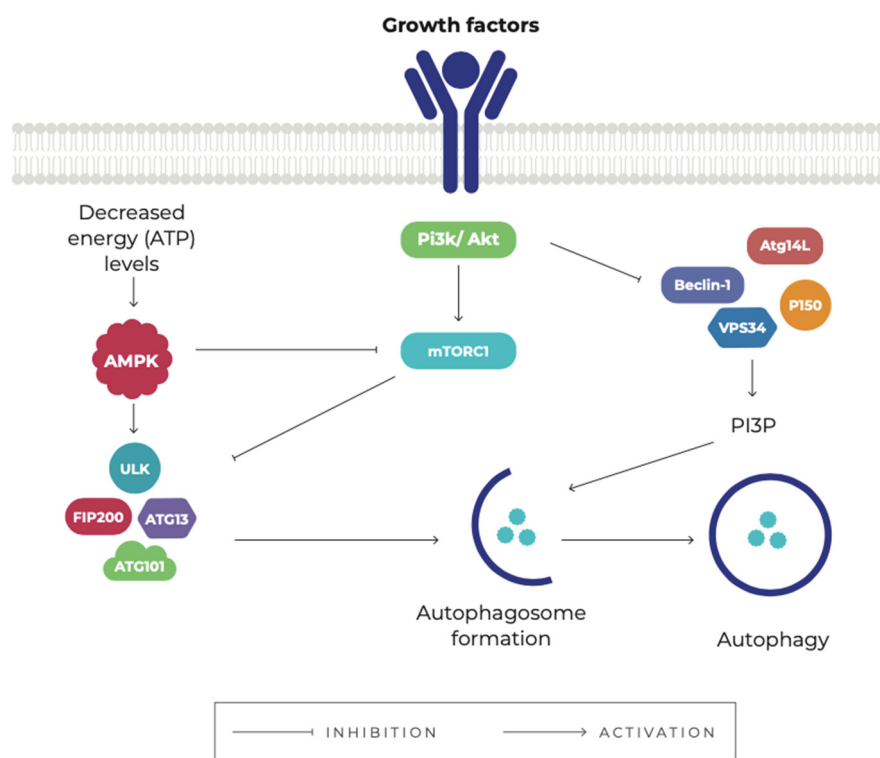 Growth factors
Decreased
energy (ATP)
levels
Pi3k/ Akt
Atg14L
Beclin-1
P150
VPS34
AMPK
mTORC1
PI3P
ULK
FIP200
ATG13
ATG101
Autophagosome
formation
Autophagy
INHIBITION
ACTIVATION